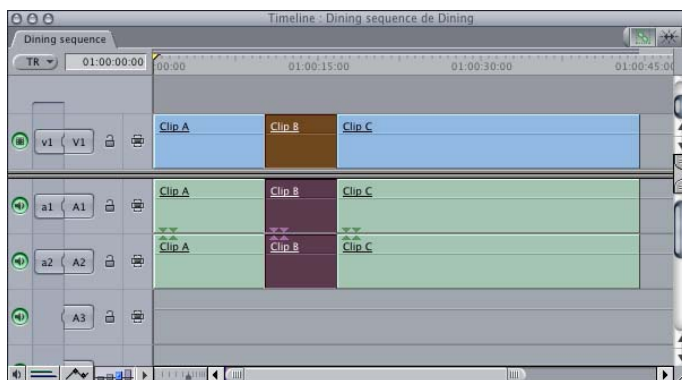 Timeline : Dining sequence de Dining
Dining sequence
TR 01:00:00:00
:00:00 01:00:15:00 01:00:30:00 01:00:45:00
v1 V1 Clip A Clip B Clip C
a1 A1 Clip A Clip B Clip C
a2 A2 Clip A Clip B Clip C
A3